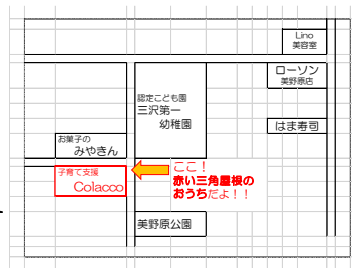 Lino
美容室
ローソン
美野原店
認定こども園
三沢第一
幼稚園
はま寿司
お菓子の
みやきん
子育て支援
Colacco
ここ！
赤い三角屋根の
おうちだよ！！
美野原公園